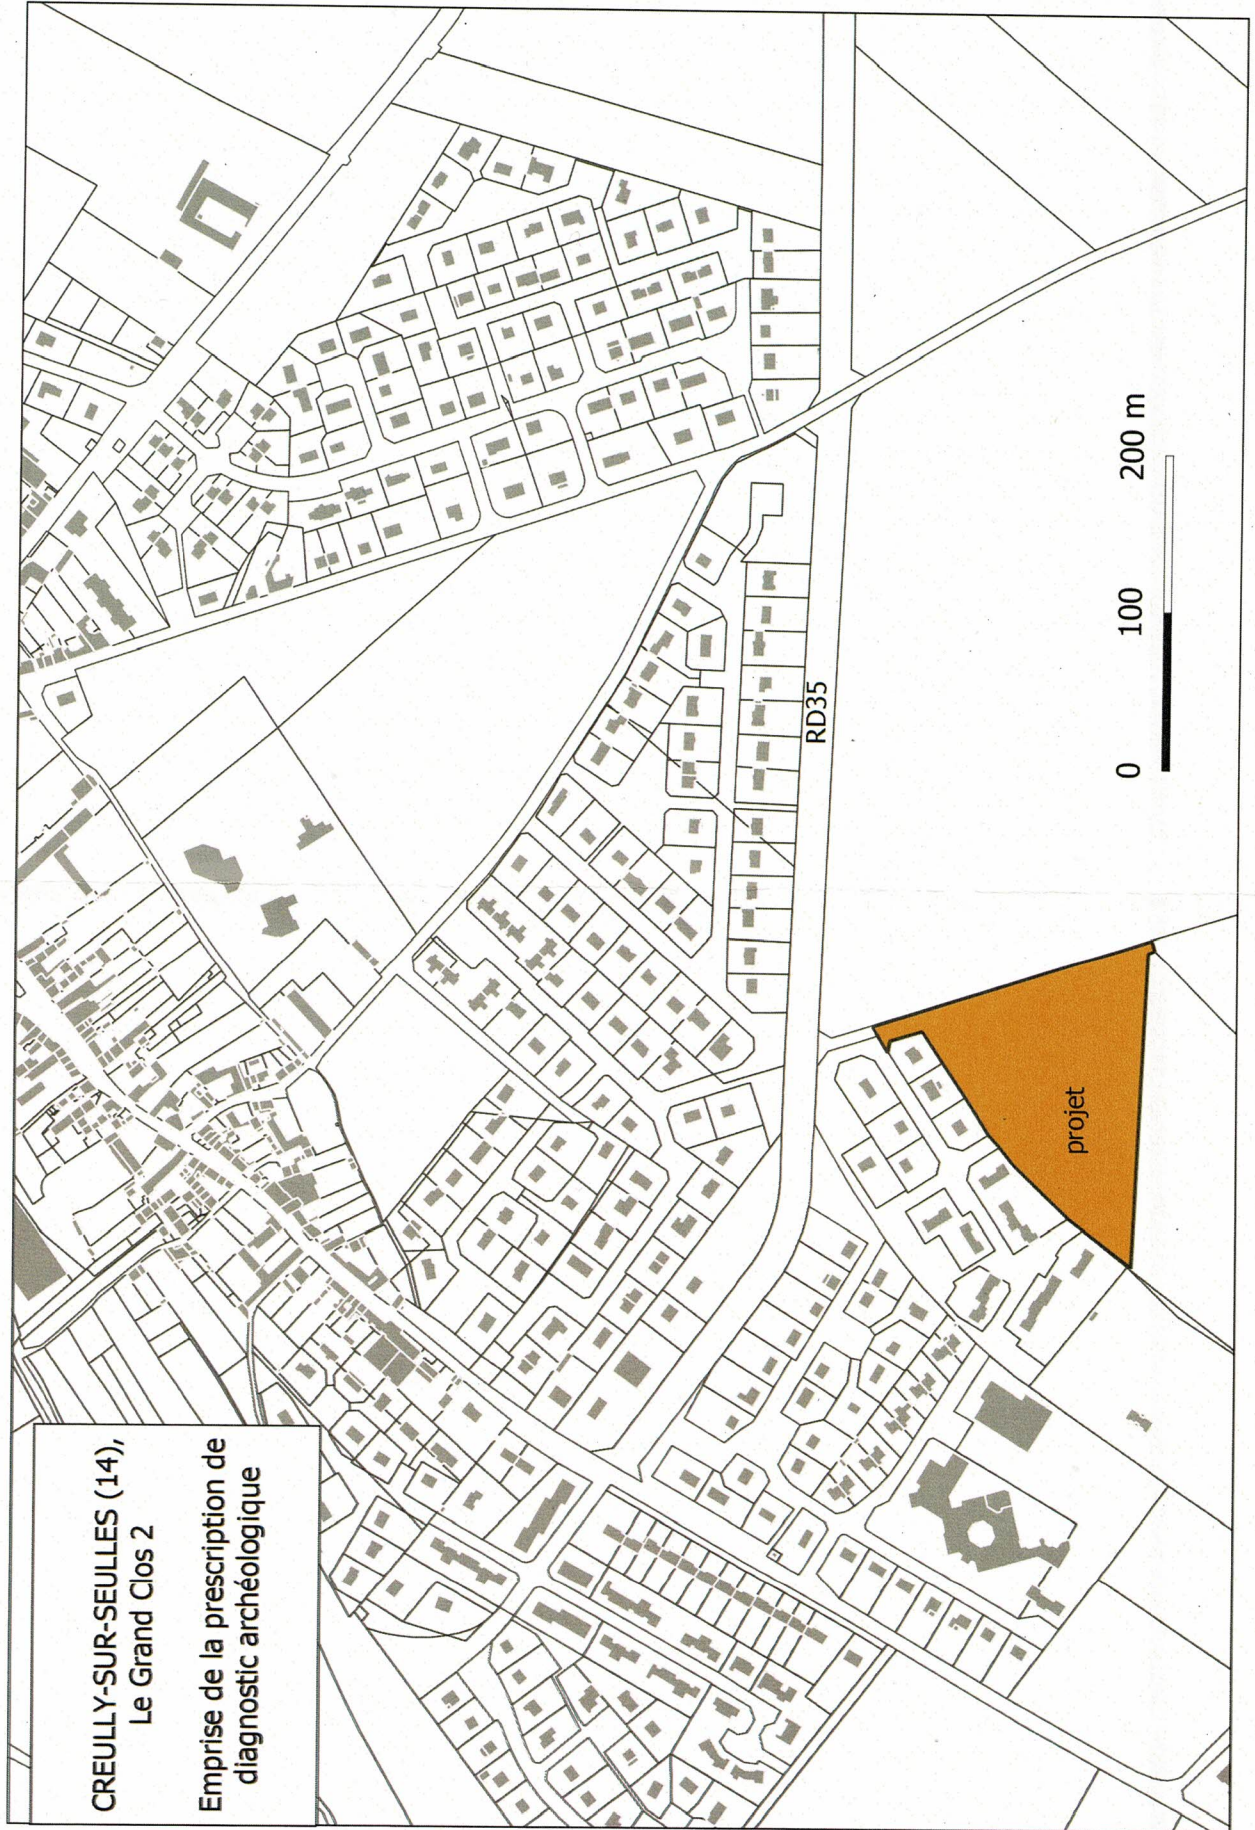 CREULLY-SUR-SEULLES (14),
Le Grand Clos 2
Emprise de la prescription de
diagnostic archéologique
RD35
projet
0 100 200 m